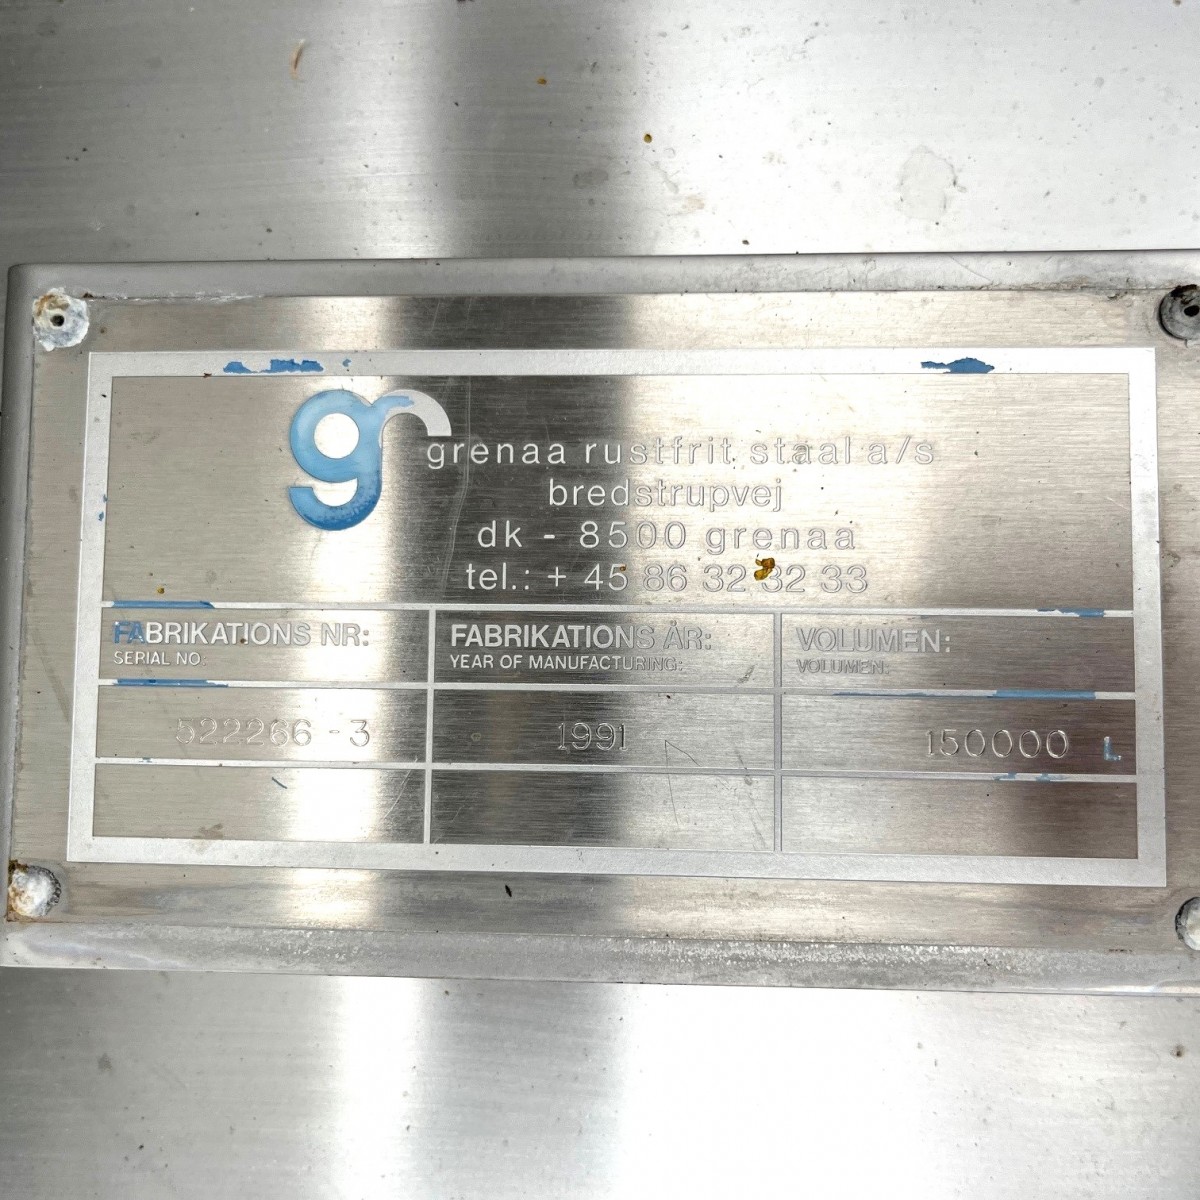 gr
grenaa rustfrit staal a/s
bredstrupvej
dk - 8500 grenaa
tel.: + 45 86 32 32 33
FABRIKATIONS NR: FABRIKATIONS ÅR: VOLUMEN:
SERIAL NO YEAR OF MANUFACTURING: VOLUMEN:
522266-3 1991 150000 L